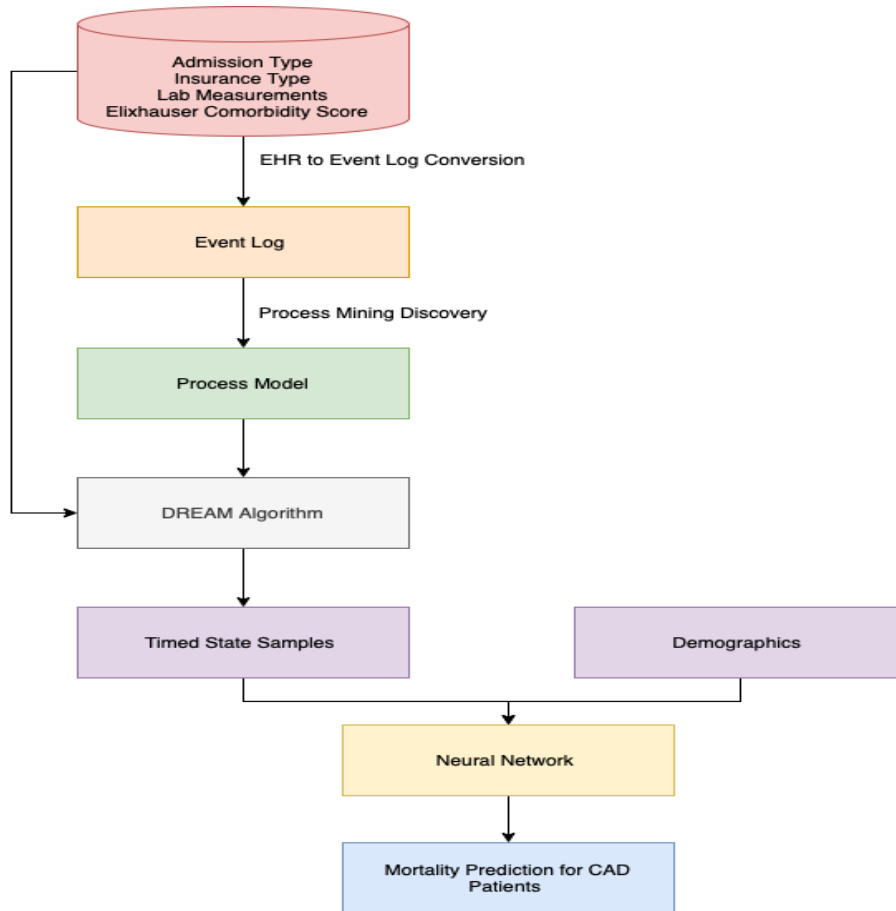 Admission Type
Insurance Type
Lab Measurements
Elixhauser Comorbidity Score
EHR to Event Log Conversion
Event Log
Process Mining Discovery
Process Model
DREAM Algorithm
Timed State Samples
Demographics
Neural Network
Mortality Prediction for CAD
Patients